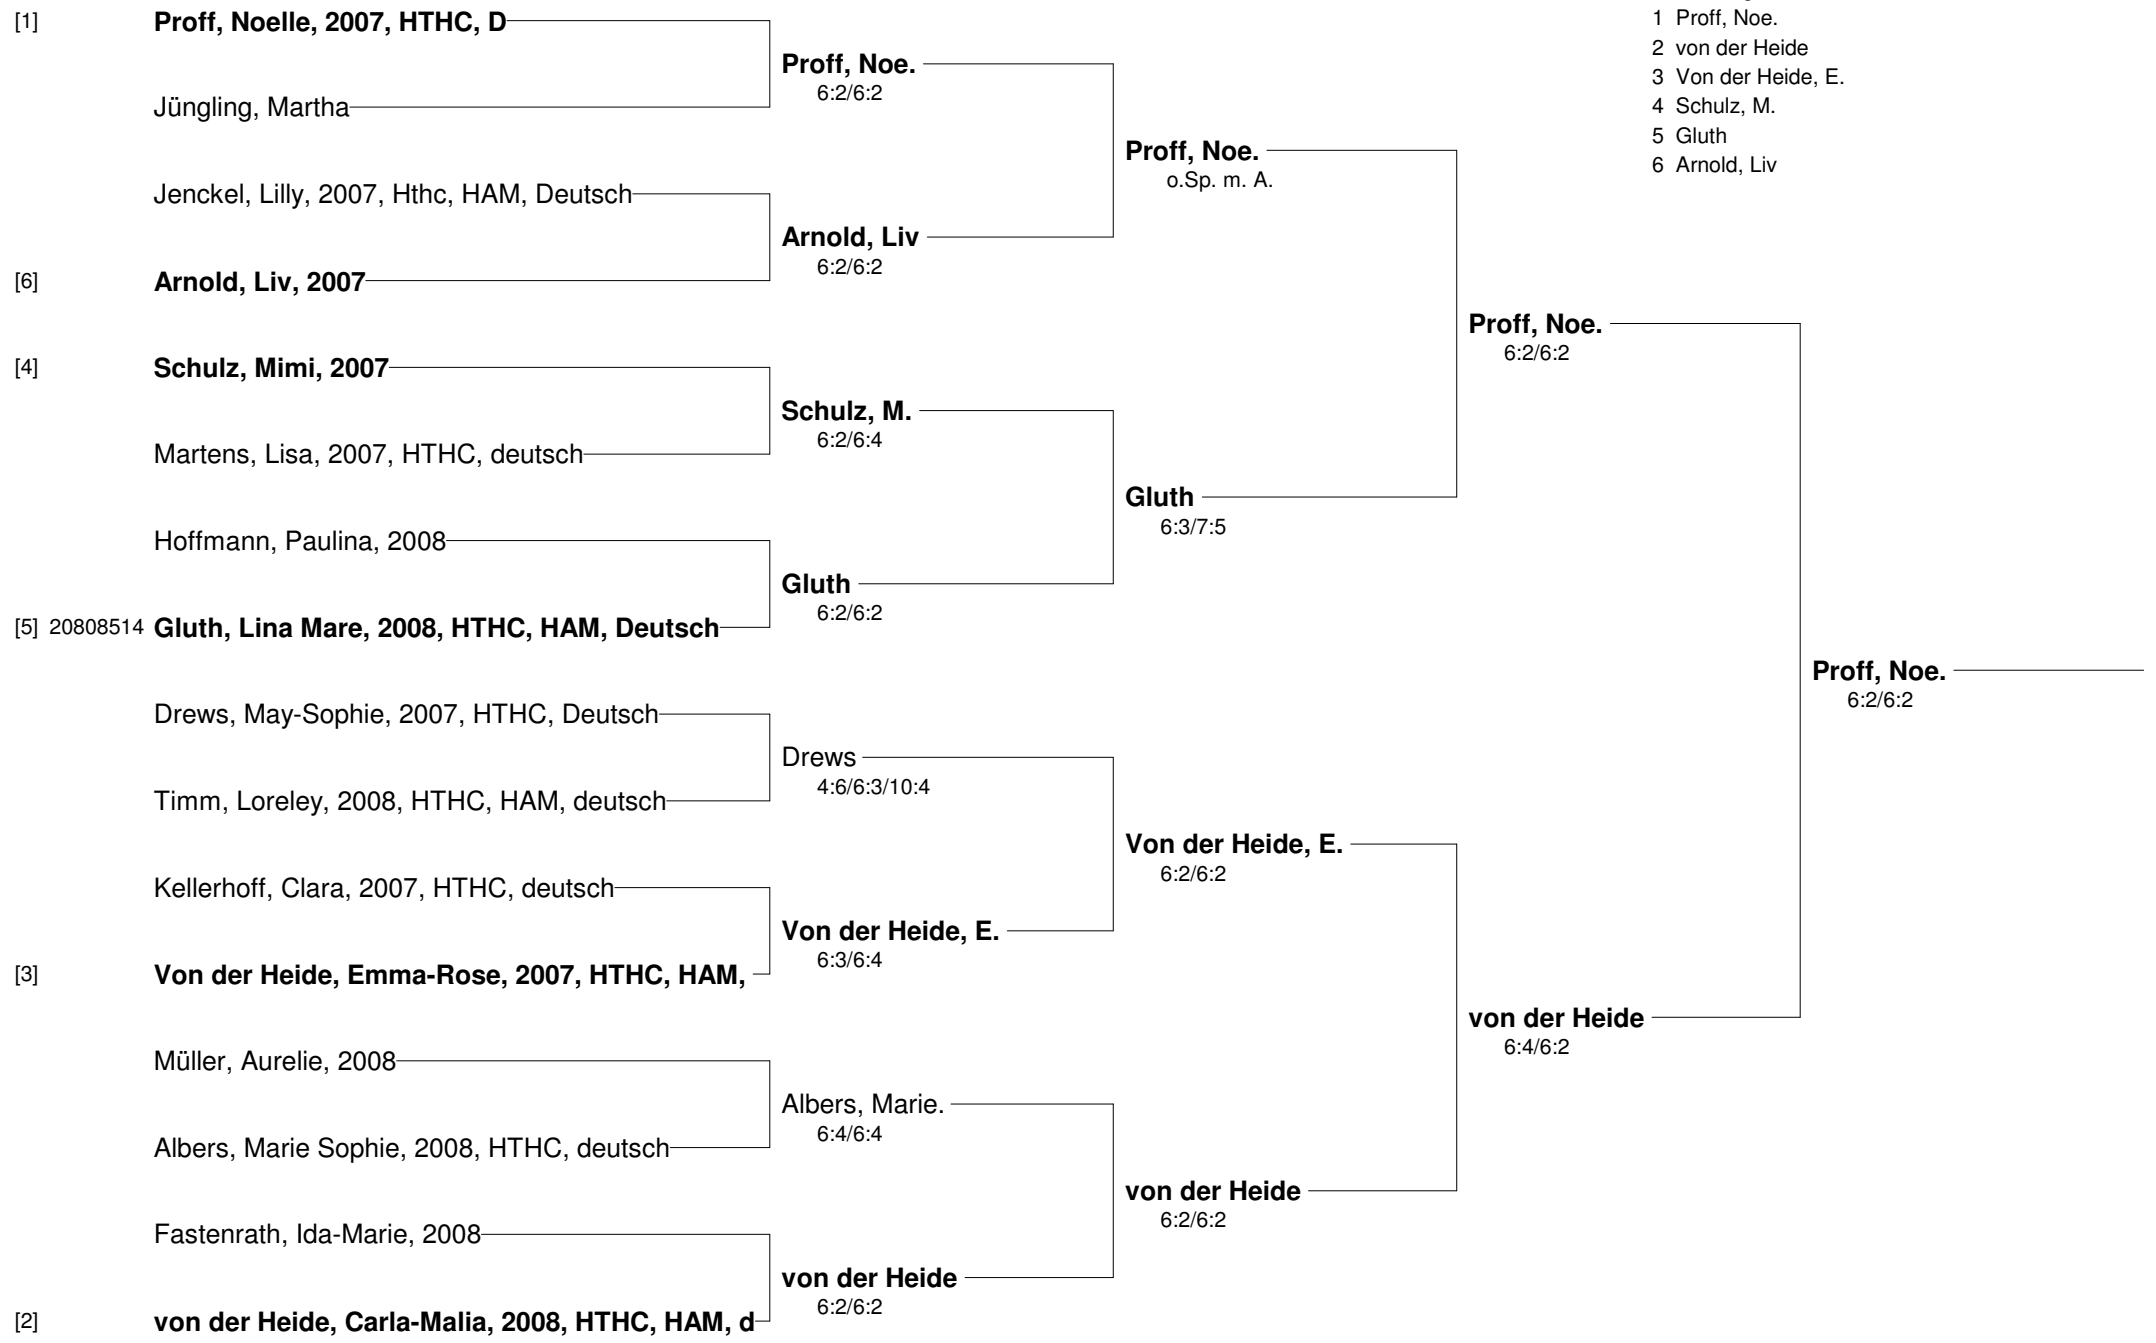 [1] Proff, Noelle, 2007, HTHC, D
Jüngling, Martha
Jenckel, Lilly, 2007, Hthc, HAM, Deutsch
[6] Arnold, Liv, 2007
[4] Schulz, Mimi, 2007
Martens, Lisa, 2007, HTHC, deutsch
Hoffmann, Paulina, 2008
[5] 20808514 Gluth, Lina Mare, 2008, HTHC, HAM, Deutsch
Drews, May-Sophie, 2007, HTHC, Deutsch
Timm, Loreley, 2008, HTHC, HAM, deutsch
Kellerhoff, Clara, 2007, HTHC, deutsch
[3] Von der Heide, Emma-Rose, 2007, HTHC, HAM,
Müller, Aurelie, 2008
Albers, Marie Sophie, 2008, HTHC, deutsch
Fastenrath, Ida-Marie, 2008
[2] von der Heide, Carla-Malia, 2008, HTHC, HAM, d
Proff, Noe.
6:2/6:2
Arnold, Liv
6:2/6:2
Schulz, M.
6:2/6:4
Gluth
6:2/6:2
Drews
4:6/6:3/10:4
Von der Heide, E.
6:3/6:4
Albers, Marie.
6:4/6:4
von der Heide
6:2/6:2
Proff, Noe.
o.Sp. m. A.
Gluth
6:3/7:5
Von der Heide, E.
6:2/6:2
von der Heide
6:2/6:2
Proff, Noe.
6:2/6:2
von der Heide
6:4/6:2
Proff, Noe.
6:2/6:2
1 Proff, Noe.
2 von der Heide
3 Von der Heide, E.
4 Schulz, M.
5 Gluth
6 Arnold, Liv